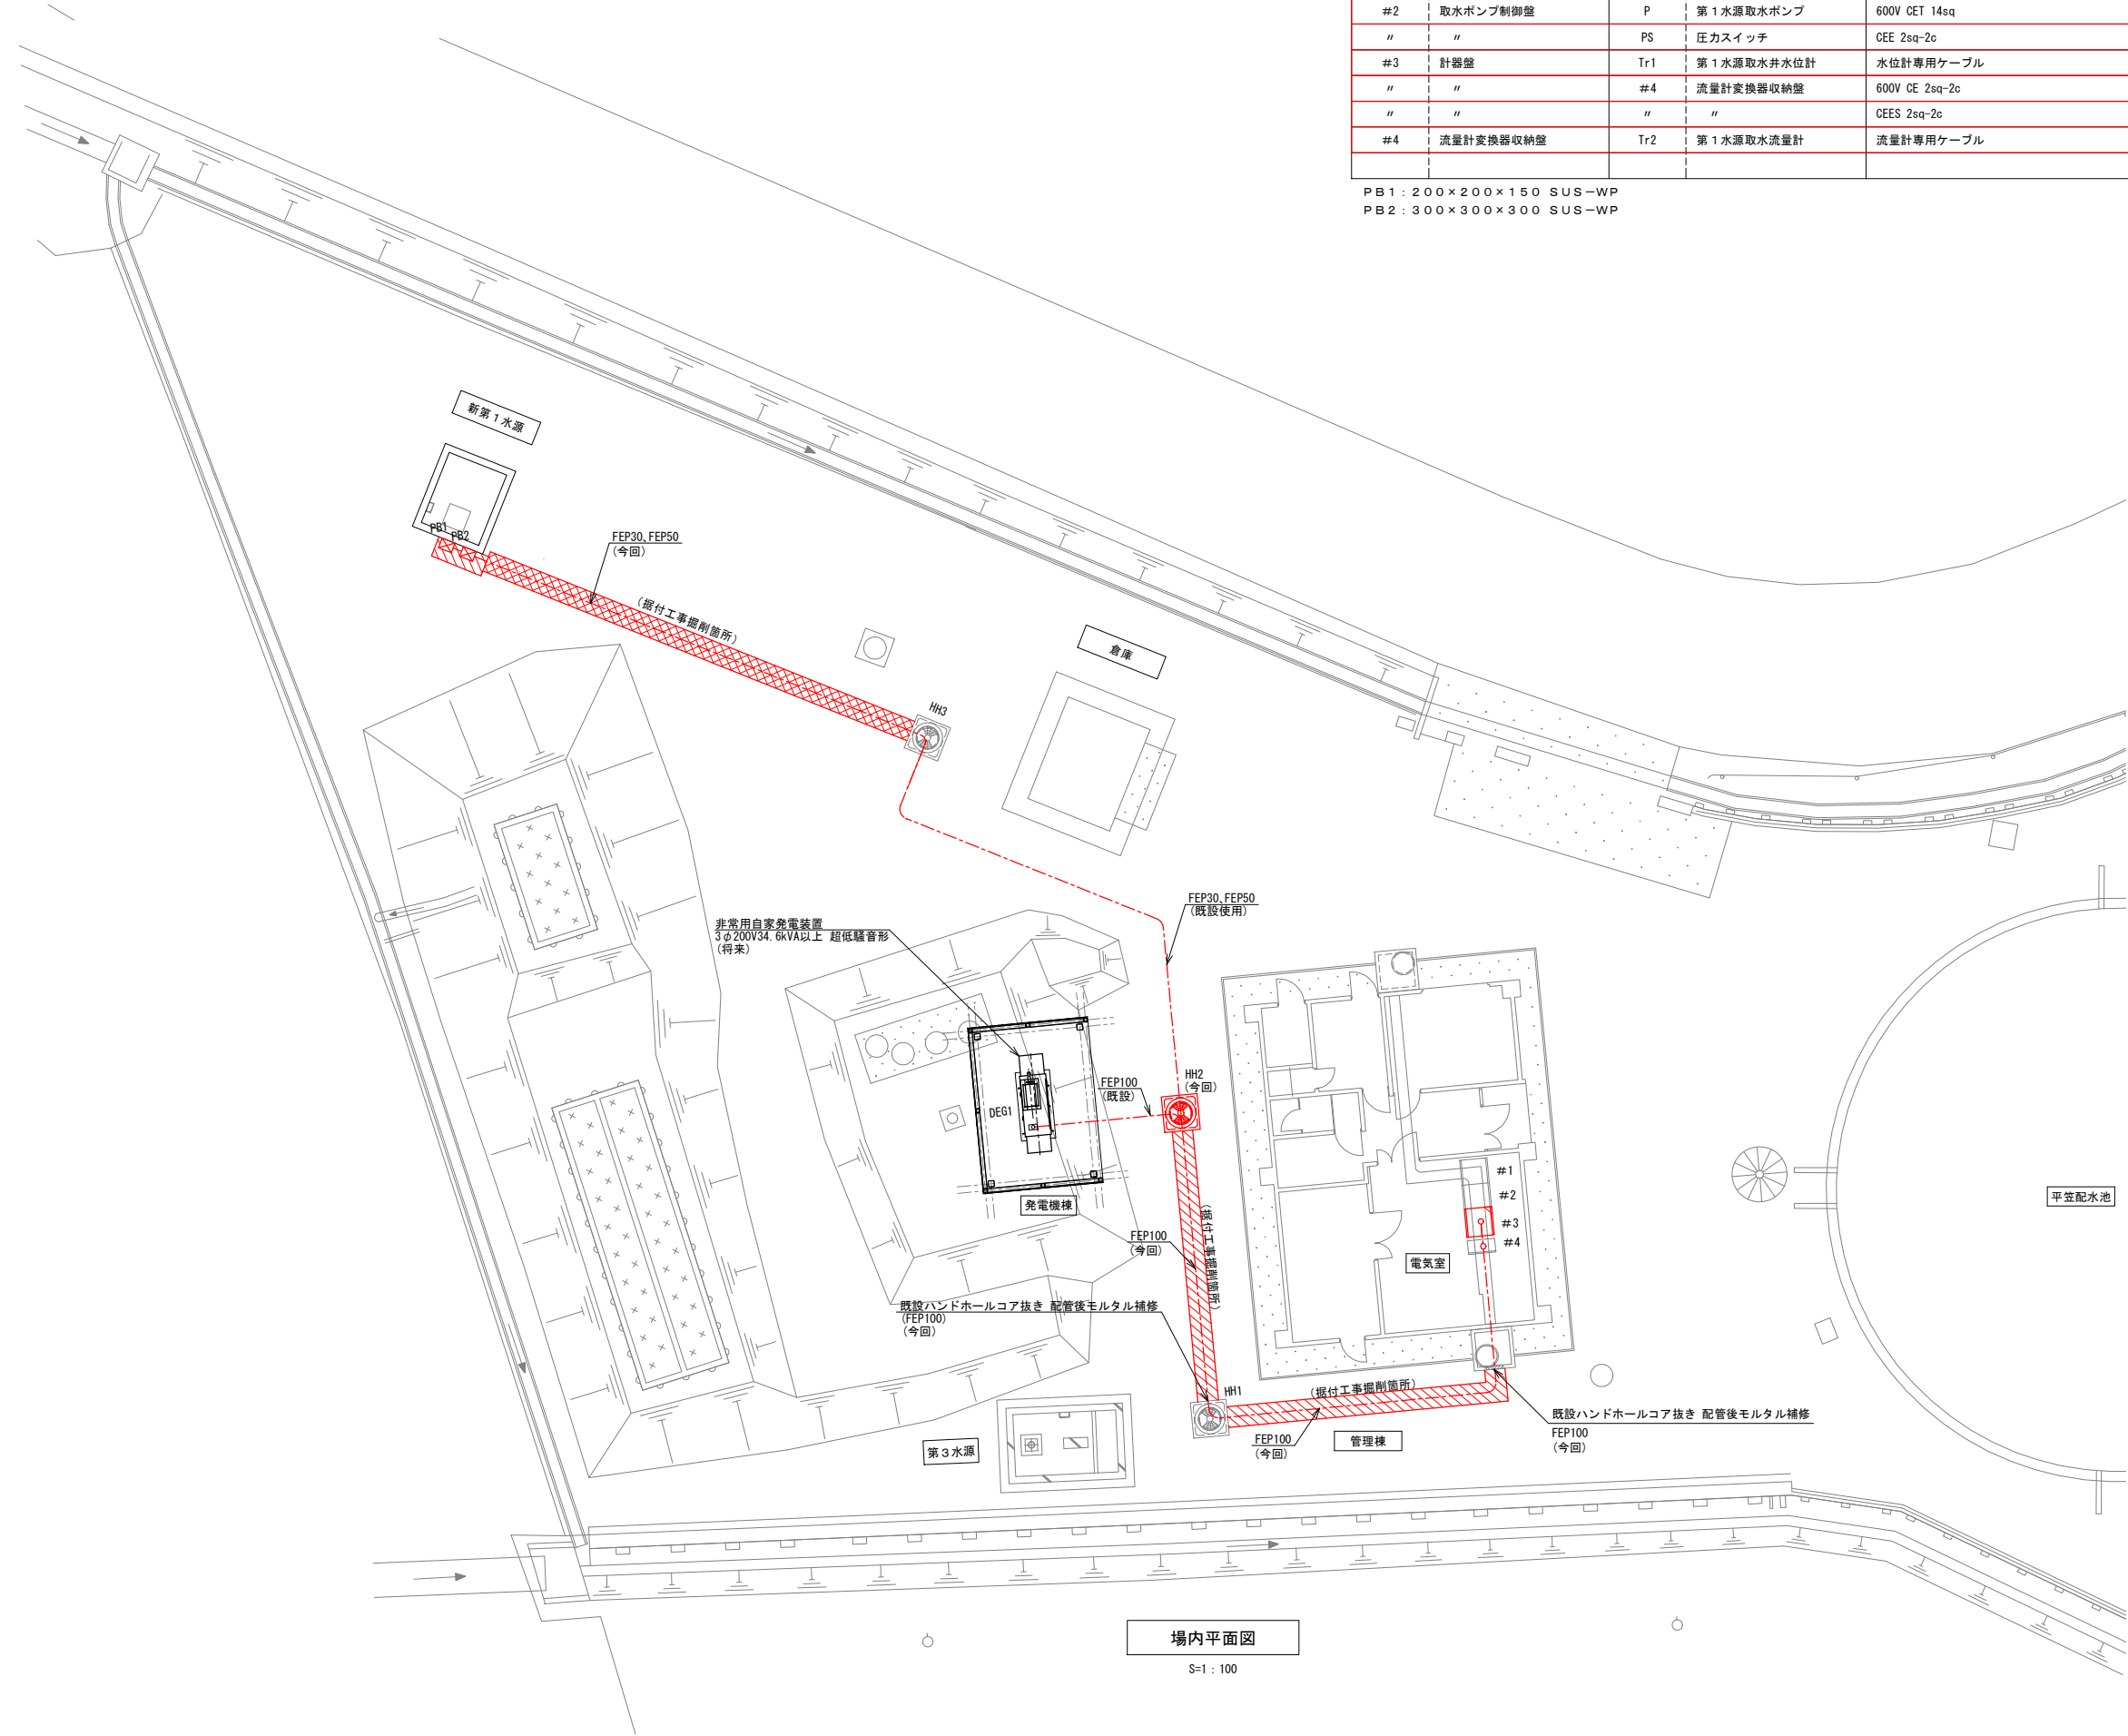 #2 取水ポンプ制御盤 P 第1水源取水ポンプ 600V CET 14sq
〃 〃 PS 圧力スイッチ CEE 2sq-2c
#3 計器盤 Tr1 第1水源取水井水位計 水位計専用ケーブル
〃 〃 #4 流量計変換器収納盤 600V CE 2sq-2c
〃 〃 〃 〃 CEES 2sq-2c
#4 流量計変換器収納盤 Tr2 第1水源取水流量計 流量計専用ケーブル
PB1：200×200×150 SUS-WP
PB2：300×300×300 SUS-WP
新第1水源
PB1
PB2
FEP30,FEP50
(今回)
(据付工事掘削箇所)
HH3
倉庫
FEP30,FEP50
(既設使用)
非常用自家発電装置
3φ200V34.6kVA以上 超低騒音形
(将来)
HH2
(今回)
FEP100
(既設)
DEG1
発電機棟
#1
#2
#3
#4
電気室
平笠配水池
FEP100
(今回)
(据付工事掘削箇所)
既設ハンドホールコア抜き 配管後モルタル補修
(FEP100)
(今回)
HH1
(据付工事掘削箇所)
既設ハンドホールコア抜き 配管後モルタル補修
FEP100
(今回)
FEP100
(今回)
管理棟
第3水源
場内平面図
S=1：100